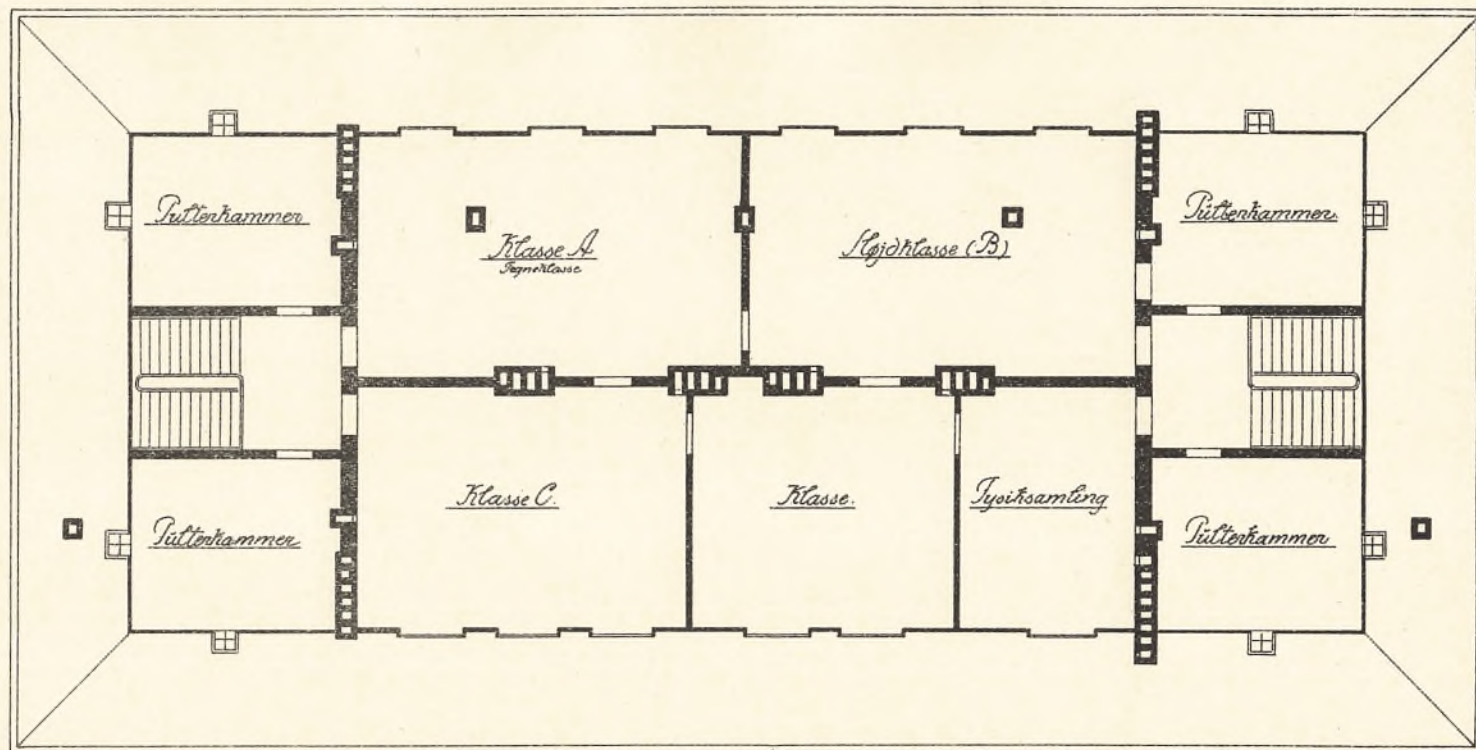 Pulterkammer
Klasse A
Tegneklasse
Højdklasse (B)
Pulterkammer.
Klasse C.
Klasse.
Fysiksamling
Pulterkammer
Pulterkammer